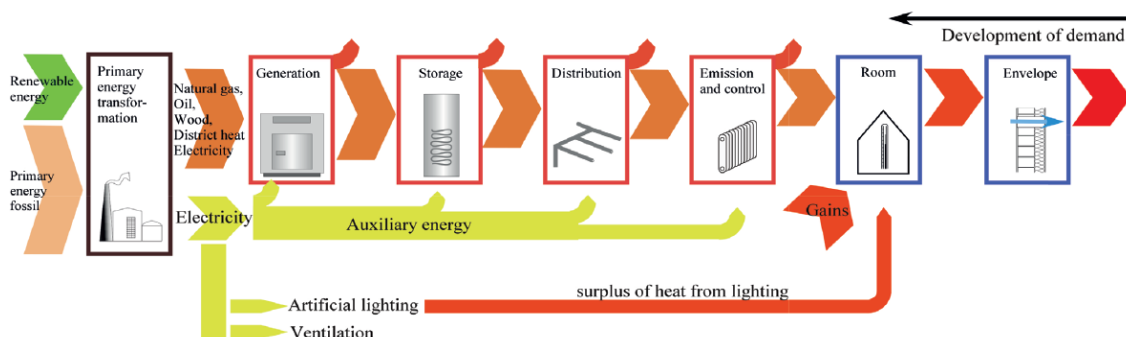 Development of demand
Renewable
energy
Primary
energy
transfor-
mation
Natural gas,
Oil,
Wood,
District heat
Electricity
Generation
Storage
Distribution
Emission
and control
Room
Envelope
Primary
energy
fossil
Electricity
Auxiliary energy
Gains
Artificial lighting
surplus of heat from lighting
Ventilation